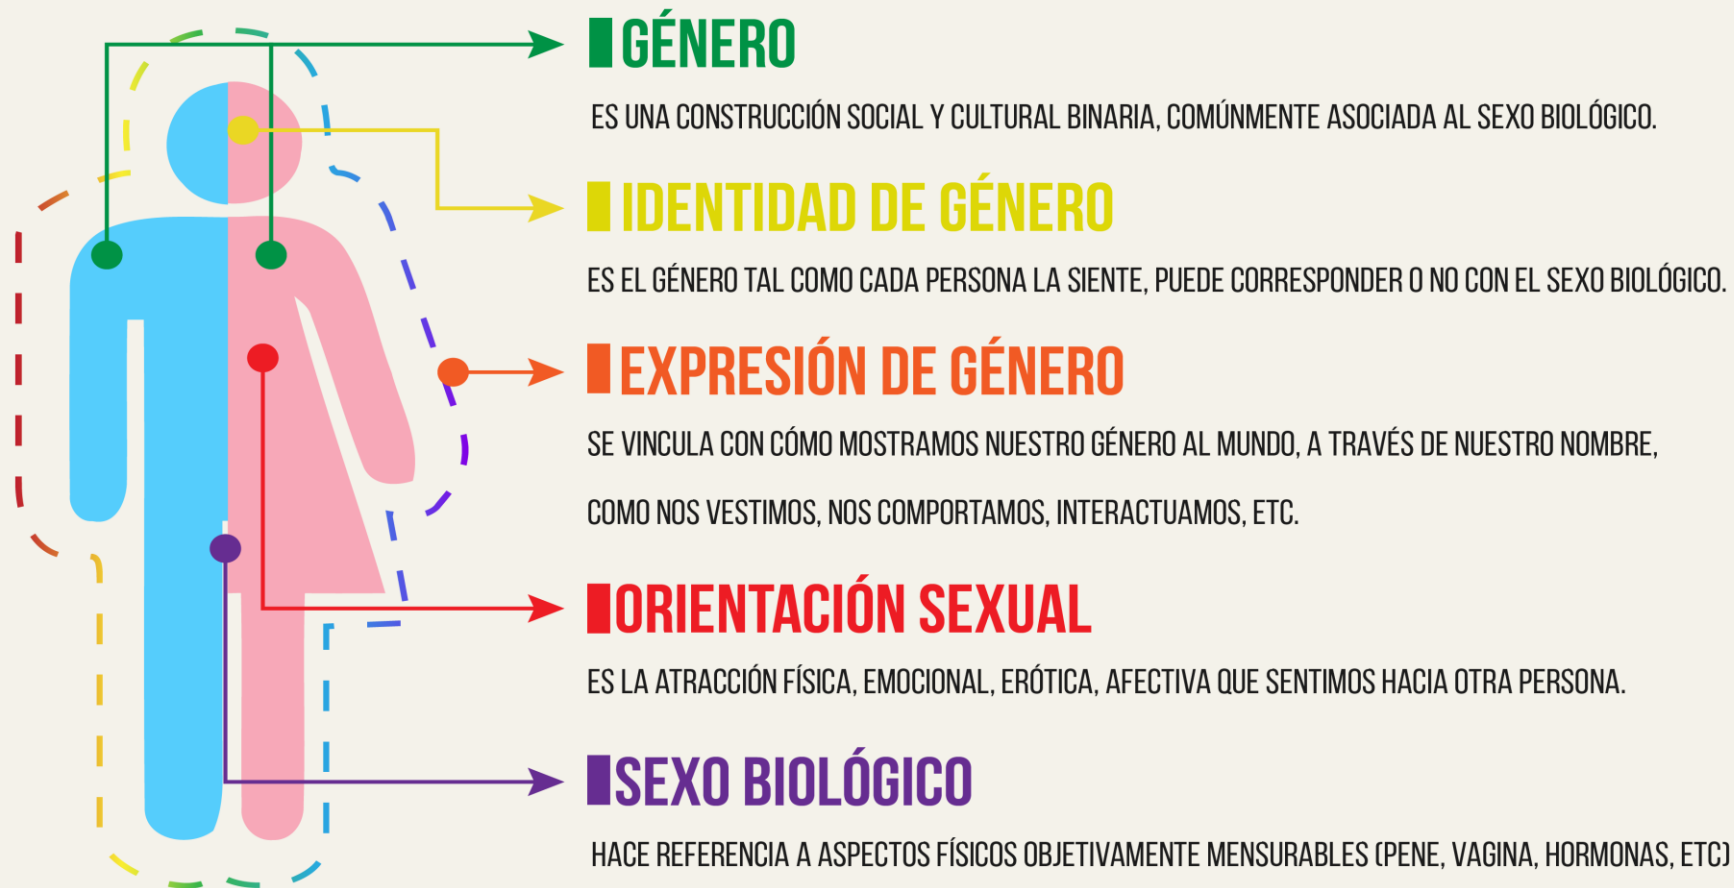 GÉNERO
ES UNA CONSTRUCCIÓN SOCIAL Y CULTURAL BINARIA, COMÚNMENTE ASOCIADA AL SEXO BIOLÓGICO.
IDENTIDAD DE GÉNERO
ES EL GÉNERO TAL COMO CADA PERSONA LA SIENTE, PUEDE CORRESPONDER O NO CON EL SEXO BIOLÓGICO.
EXPRESIÓN DE GÉNERO
SE VINCULA CON CÓMO MOSTRAMOS NUESTRO GÉNERO AL MUNDO, A TRAVÉS DE NUESTRO NOMBRE,
COMO NOS VESTIMOS, NOS COMPORTAMOS, INTERACTUAMOS, ETC.
ORIENTACIÓN SEXUAL
ES LA ATRACCIÓN FÍSICA, EMOCIONAL, ERÓTICA, AFECTIVA QUE SENTIMOS HACIA OTRA PERSONA.
SEXO BIOLÓGICO
HACE REFERENCIA A ASPECTOS FÍSICOS OBJETIVAMENTE MENSURABLES (PENE, VAGINA, HORMONAS, ETC)